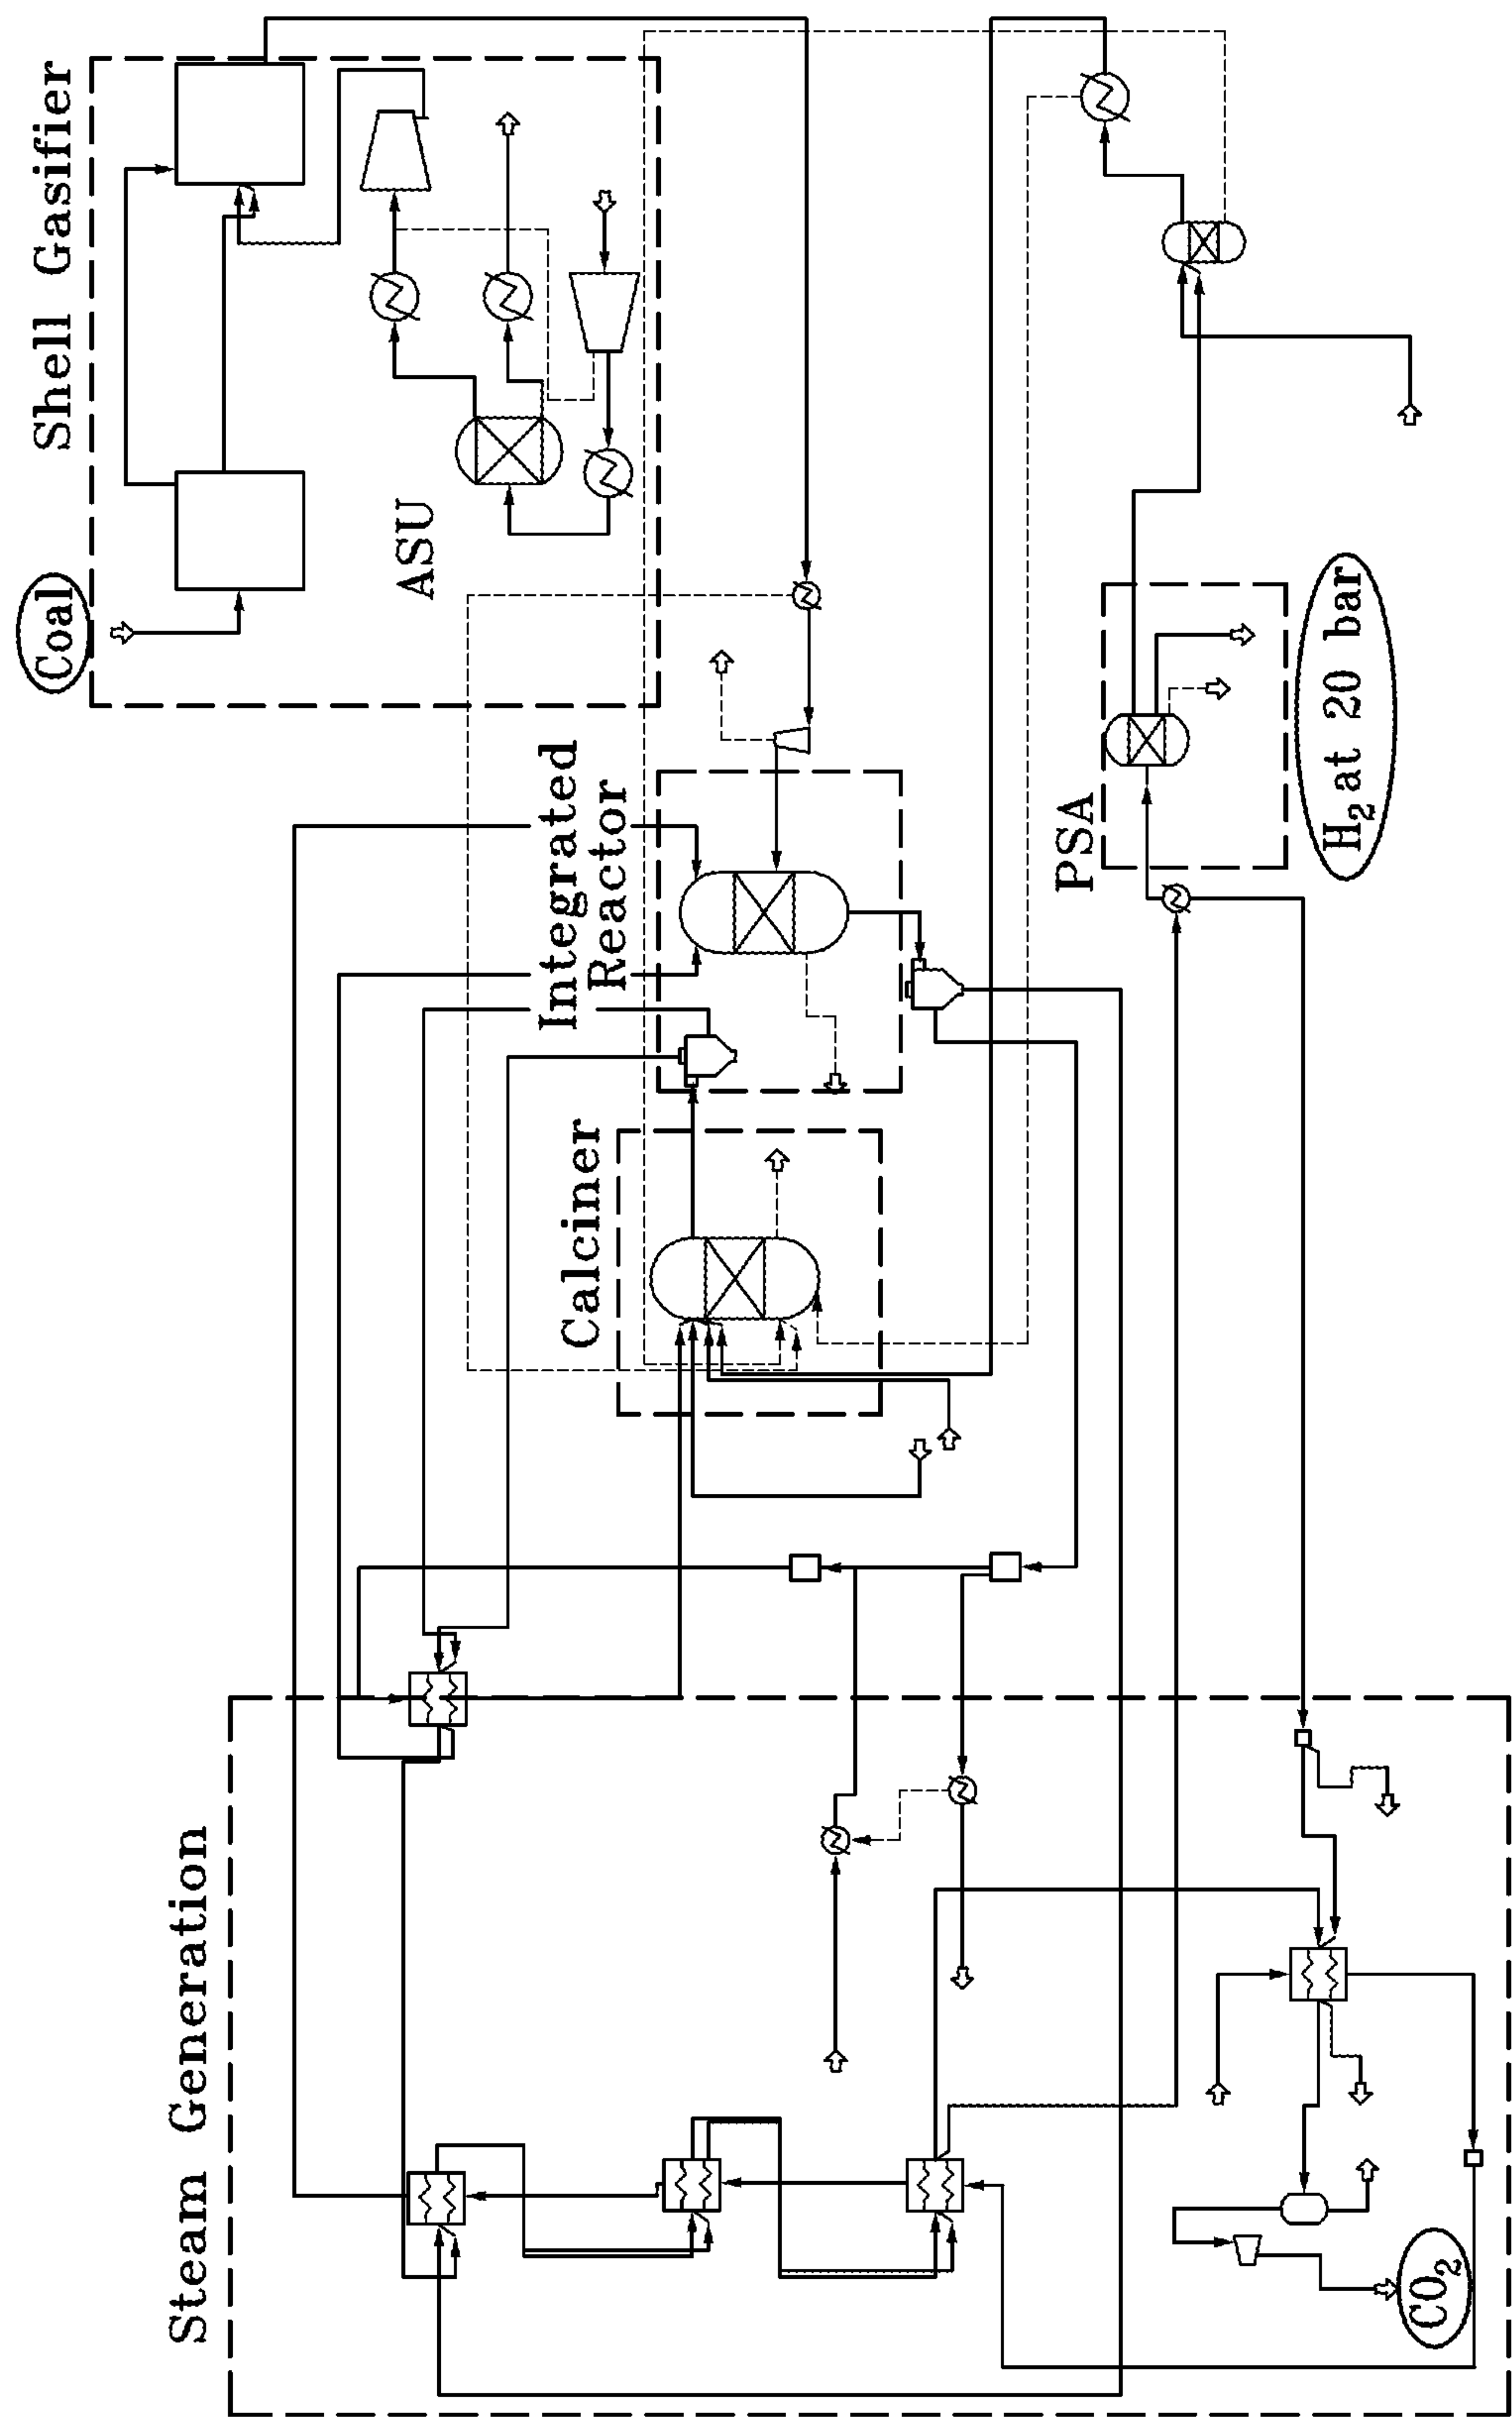 Coal
Shell Gasifier
ASU
Integrated
Reactor
Calciner
PSA
H₂ at 20 bar
Steam Generation
CO₂